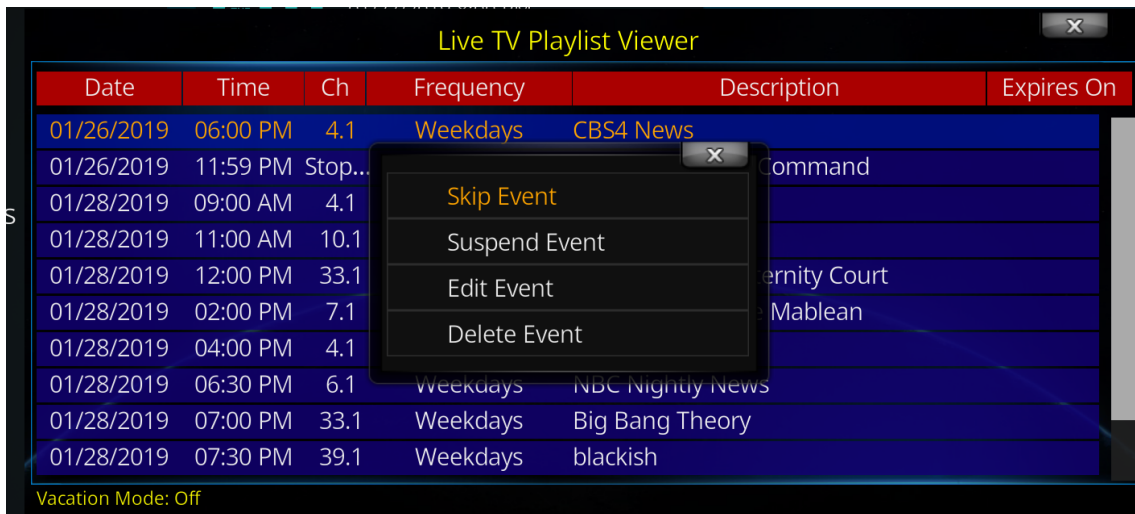 Live TV Playlist Viewer
x
Date Time Ch Frequency Description Expires On
01/26/2019 06:00 PM 4.1 Weekdays CBS4 News
01/26/2019 11:59 PM Stop... Command
x
Skip Event
01/28/2019 09:00 AM 4.1
01/28/2019 11:00 AM 10.1
Suspend Event
01/28/2019 12:00 PM 33.1 ernity Court
Edit Event
01/28/2019 02:00 PM 7.1 Mablean
Delete Event
01/28/2019 04:00 PM 4.1
01/28/2019 06:30 PM 6.1 Weekdays NBC Nightly News
01/28/2019 07:00 PM 33.1 Weekdays Big Bang Theory
01/28/2019 07:30 PM 39.1 Weekdays blackish
Vacation Mode: Off